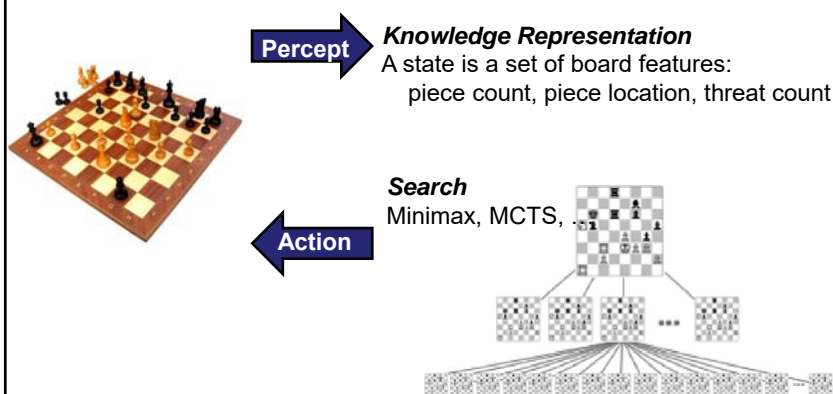 Percept
Knowledge Representation
A state is a set of board features:
piece count, piece location, threat count
Search
Minimax, MCTS, ...
Action